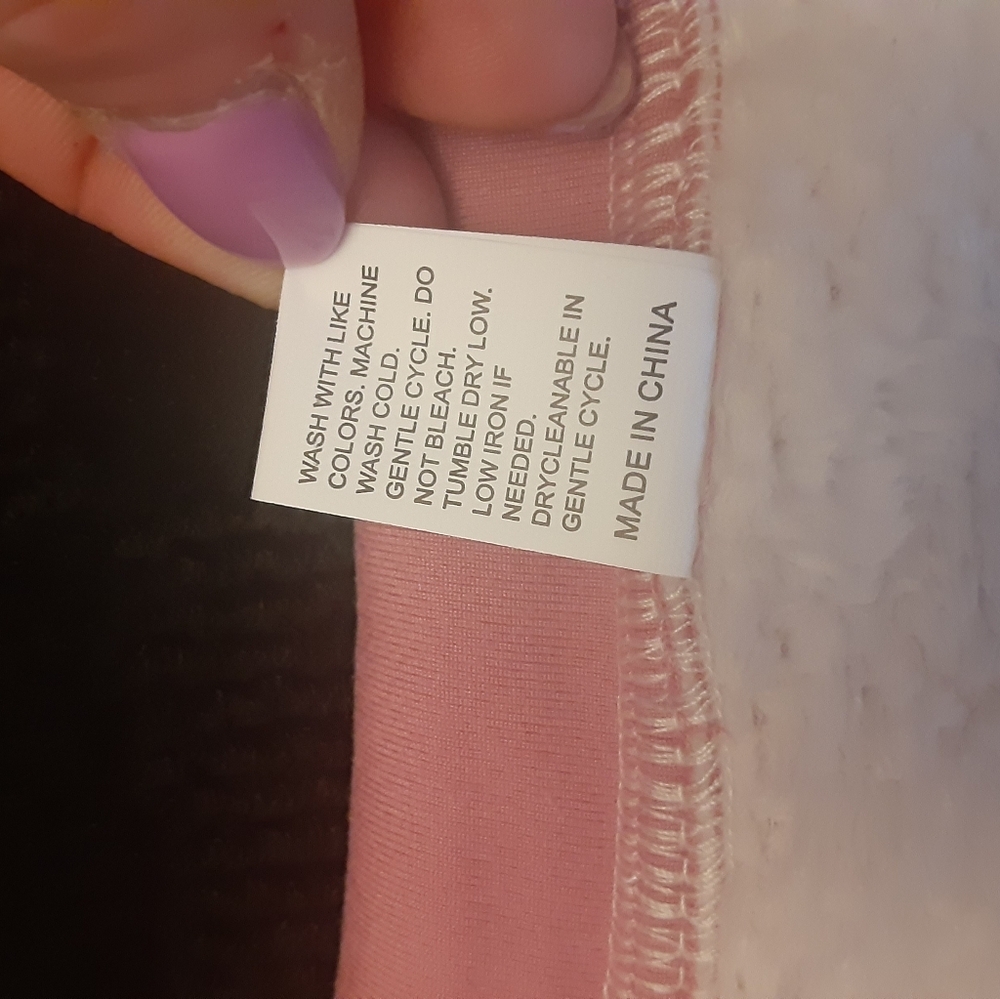 WASH WITH LIKE
COLORS. MACHINE
WASH COLD.
GENTLE CYCLE. DO
NOT BLEACH.
TUMBLE DRY LOW.
LOW IRON IF
NEEDED.
DRYCLEANABLE IN
GENTLE CYCLE.
MADE IN CHINA